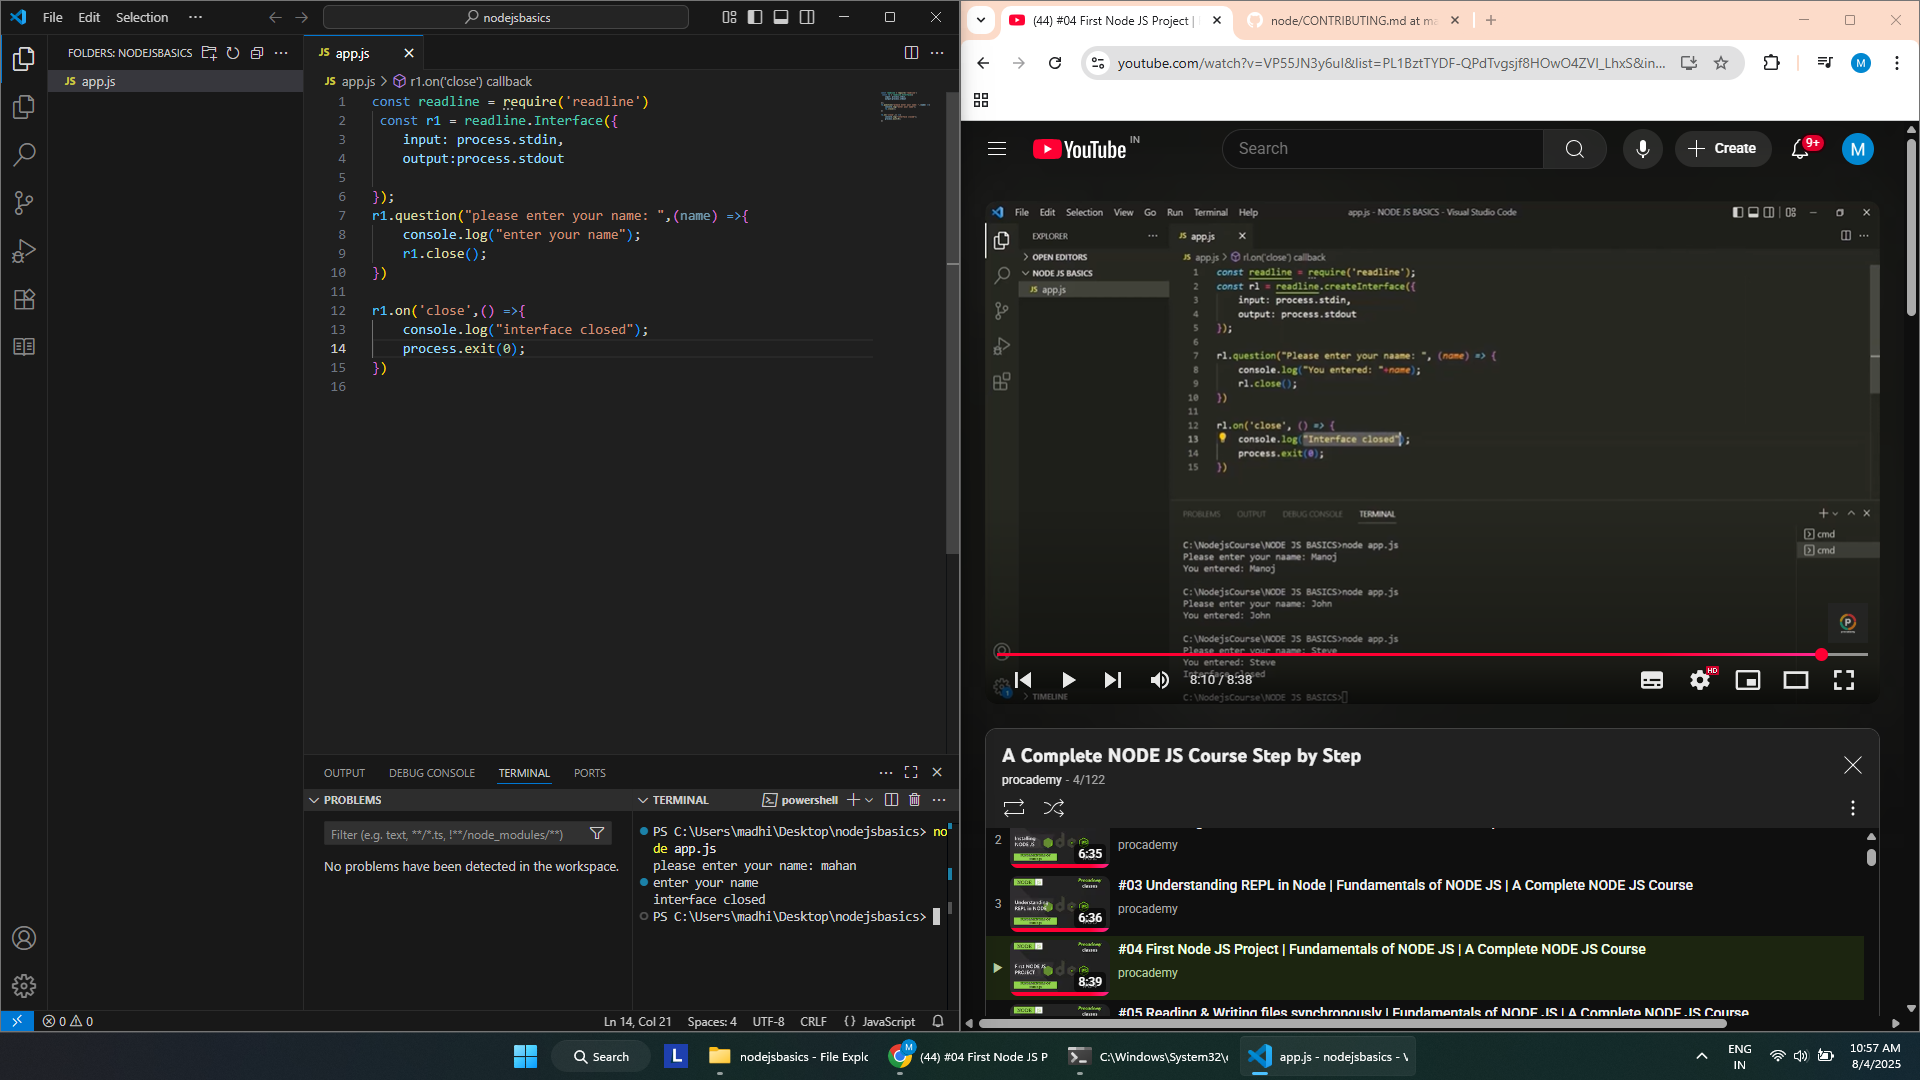 File Edit Selection ···
nodejsbasics
FOLDERS: NODEJSBASICS
JS app.js
JS app.js
JS app.js > r1.on('close') callback
1 const readline = require('readline')
2 const r1 = readline.Interface({
3 input: process.stdin,
4 output:process.stdout
5
6 });
7 r1.question("please enter your name: ",(name) =>{
8 console.log("enter your name");
9 r1.close();
10 })
11
12 r1.on('close',() =>{
13 console.log("interface closed");
14 process.exit(0);
15 })
16
OUTPUT DEBUG CONSOLE TERMINAL PORTS
PROBLEMS
Filter (e.g. text, **/*.ts, !**/node_modules/**)
No problems have been detected in the workspace.
TERMINAL
powershell
PS C:\Users\madhi\Desktop\nodejsbasics> no
de app.js
please enter your name: mahan
enter your name
interface closed
PS C:\Users\madhi\Desktop\nodejsbasics>
0 0
Ln 14, Col 21 Spaces: 4 UTF-8 CRLF {} JavaScript
(44) #04 First Node JS Project |
node/CONTRIBUTING.md at ma
youtube.com/watch?v=VP55JN3y6uI&list=PL1BztTYDF-QPdTvgsjf8HOwO4ZVl_LhxS&in...
M
YouTube IN
Search
Create
9+
M
File Edit Selection View Go Run Terminal Help
app.js - NODE JS BASICS - Visual Studio Code
EXPLORER
OPEN EDITORS
NODE JS BASICS
JS app.js
JS app.js
JS app.js > rl.on('close') callback
1 const readline = require('readline');
2 const rl = readline.createInterface({
3 input: process.stdin,
4 output: process.stdout
5 });
6
7 rl.question("Please enter your naame: ", (name) => {
8 console.log("You entered: "+name);
9 rl.close();
10 })
11
12 rl.on('close', () => {
13 console.log("Interface closed");
14 process.exit(0);
15 })
PROBLEMS OUTPUT DEBUG CONSOLE TERMINAL
cmd
cmd
C:\NodejsCourse\NODE JS BASICS>node app.js
Please enter your naame: Manoj
You entered: Manoj
C:\NodejsCourse\NODE JS BASICS>node app.js
Please enter your naame: John
You entered: John
C:\NodejsCourse\NODE JS BASICS>node app.js
Please enter your naame: Steve
You entered: Steve
Interface closed
C:\NodejsCourse\NODE JS BASICS>
TIMELINE
P
8:10 / 8:38
HD
A Complete NODE JS Course Step by Step
procademy - 4/122
2
6:35
procademy
3
Understanding
REPL in NODE
6:36
#03 Understanding REPL in Node | Fundamentals of NODE JS | A Complete NODE JS Course
procademy
First NODE JS
PROJECT
8:39
#04 First Node JS Project | Fundamentals of NODE JS | A Complete NODE JS Course
procademy
#05 Reading & Writing files synchronously | Fundamentals of NODE JS | A Complete NODE JS Course
Search
L
nodejsbasics - File Explo
(44) #04 First Node JS P
C:\Windows\System32\c
app.js - nodejsbasics - V
ENG
IN
10:57 AM
8/4/2025